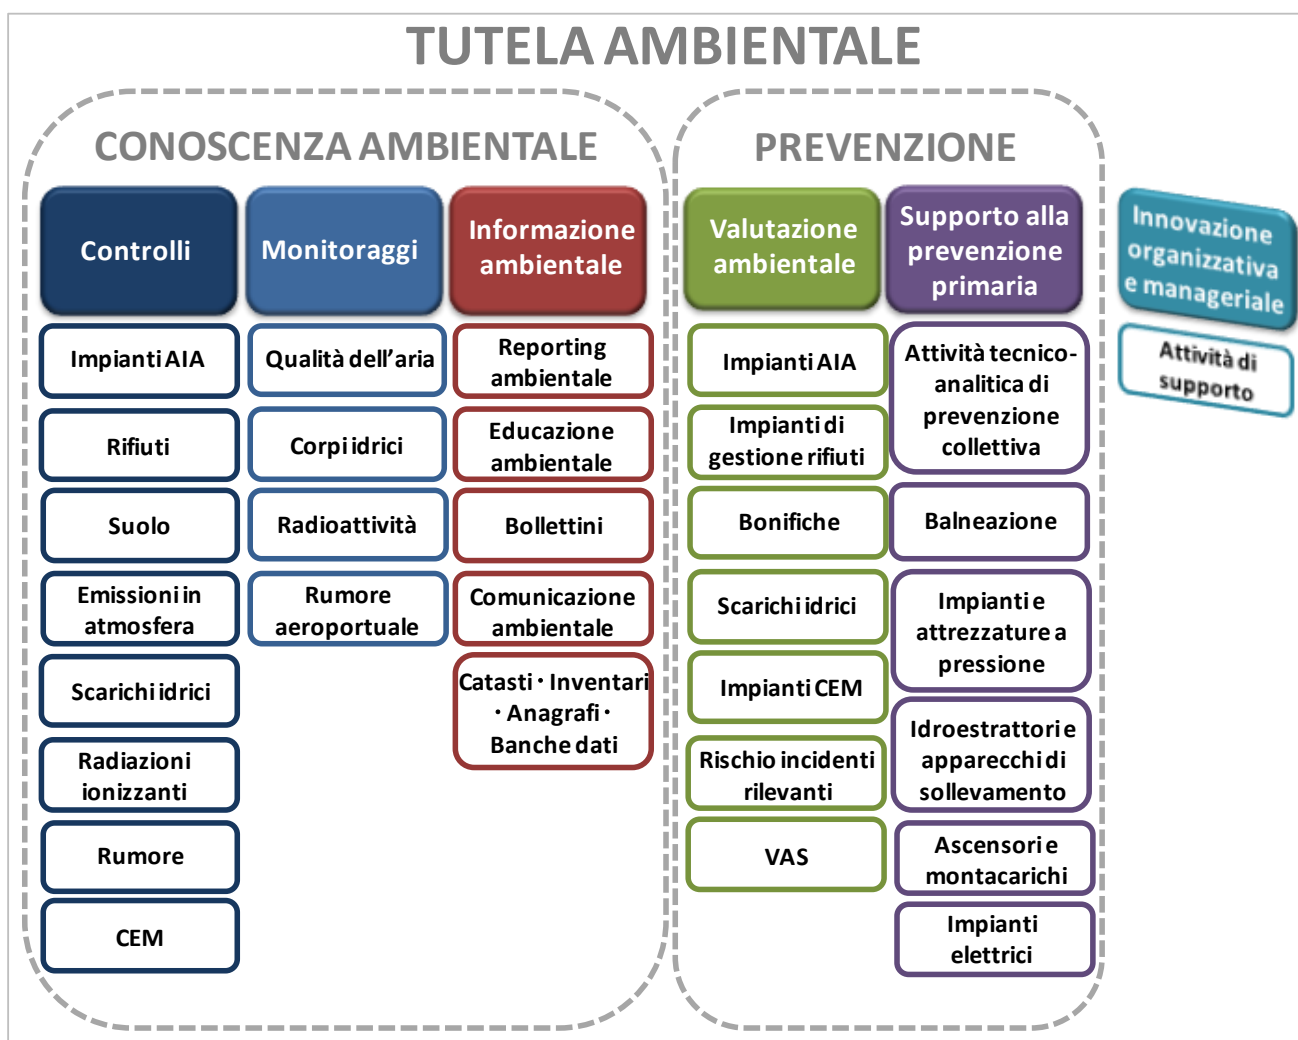 TUTELA AMBIENTALE
CONOSCENZA AMBIENTALE
Controlli
Impianti AIA
Rifiuti
Suolo
Emissioni in
atmosfera
Scarichi idrici
Radiazioni
ionizzanti
Rumore
CEM
Monitoraggi
Qualità dell’aria
Corpi idrici
Radioattività
Rumore
aeroportuale
Informazione
ambientale
Reporting
ambientale
Educazione
ambientale
Bollettini
Comunicazione
ambientale
Catasti · Inventari
· Anagrafi ·
Banche dati
PREVENZIONE
Valutazione
ambientale
Impianti AIA
Impianti di
gestione rifiuti
Bonifiche
Scarichi idrici
Impianti CEM
Rischio incidenti
rilevanti
VAS
Supporto alla
prevenzione
primaria
Attività tecnico-
analitica di
prevenzione
collettiva
Balneazione
Impianti e
attrezzature a
pressione
Idroestrattori e
apparecchi di
sollevamento
Ascensori e
montacarichi
Impianti
elettrici
Innovazione
organizzativa
e manageriale
Attività di
supporto